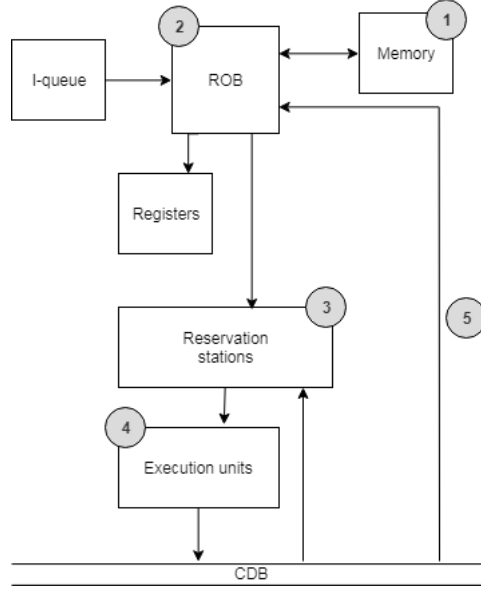 2
1
I-queue
ROB
Memory
Registers
3
5
Reservation
stations
4
Execution units
CDB